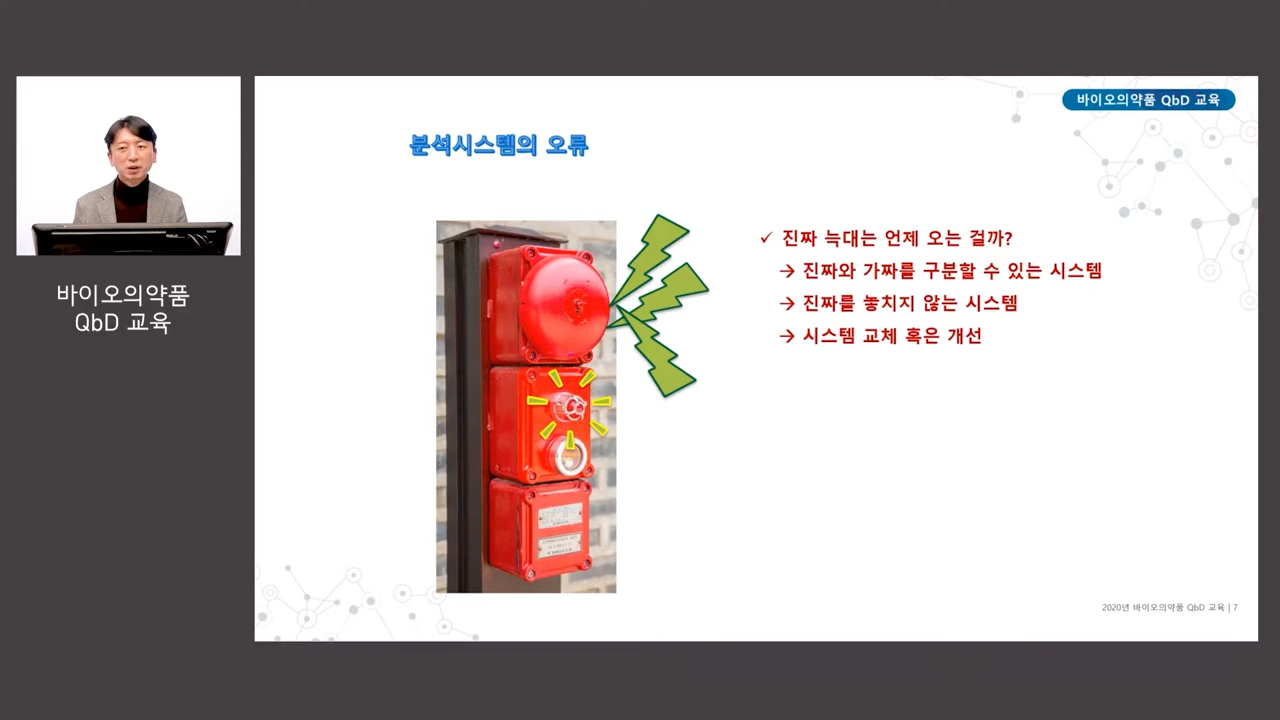 바이오의약품 QbD 교육
분석시스템의 오류
✓ 진짜 늑대는 언제 오는 걸까?
→ 진짜와 가짜를 구분할 수 있는 시스템
→ 진짜를 놓치지 않는 시스템
→ 시스템 교체 혹은 개선
바이오의약품
QbD 교육
2020년 바이오의약품 QbD 교육 | 7